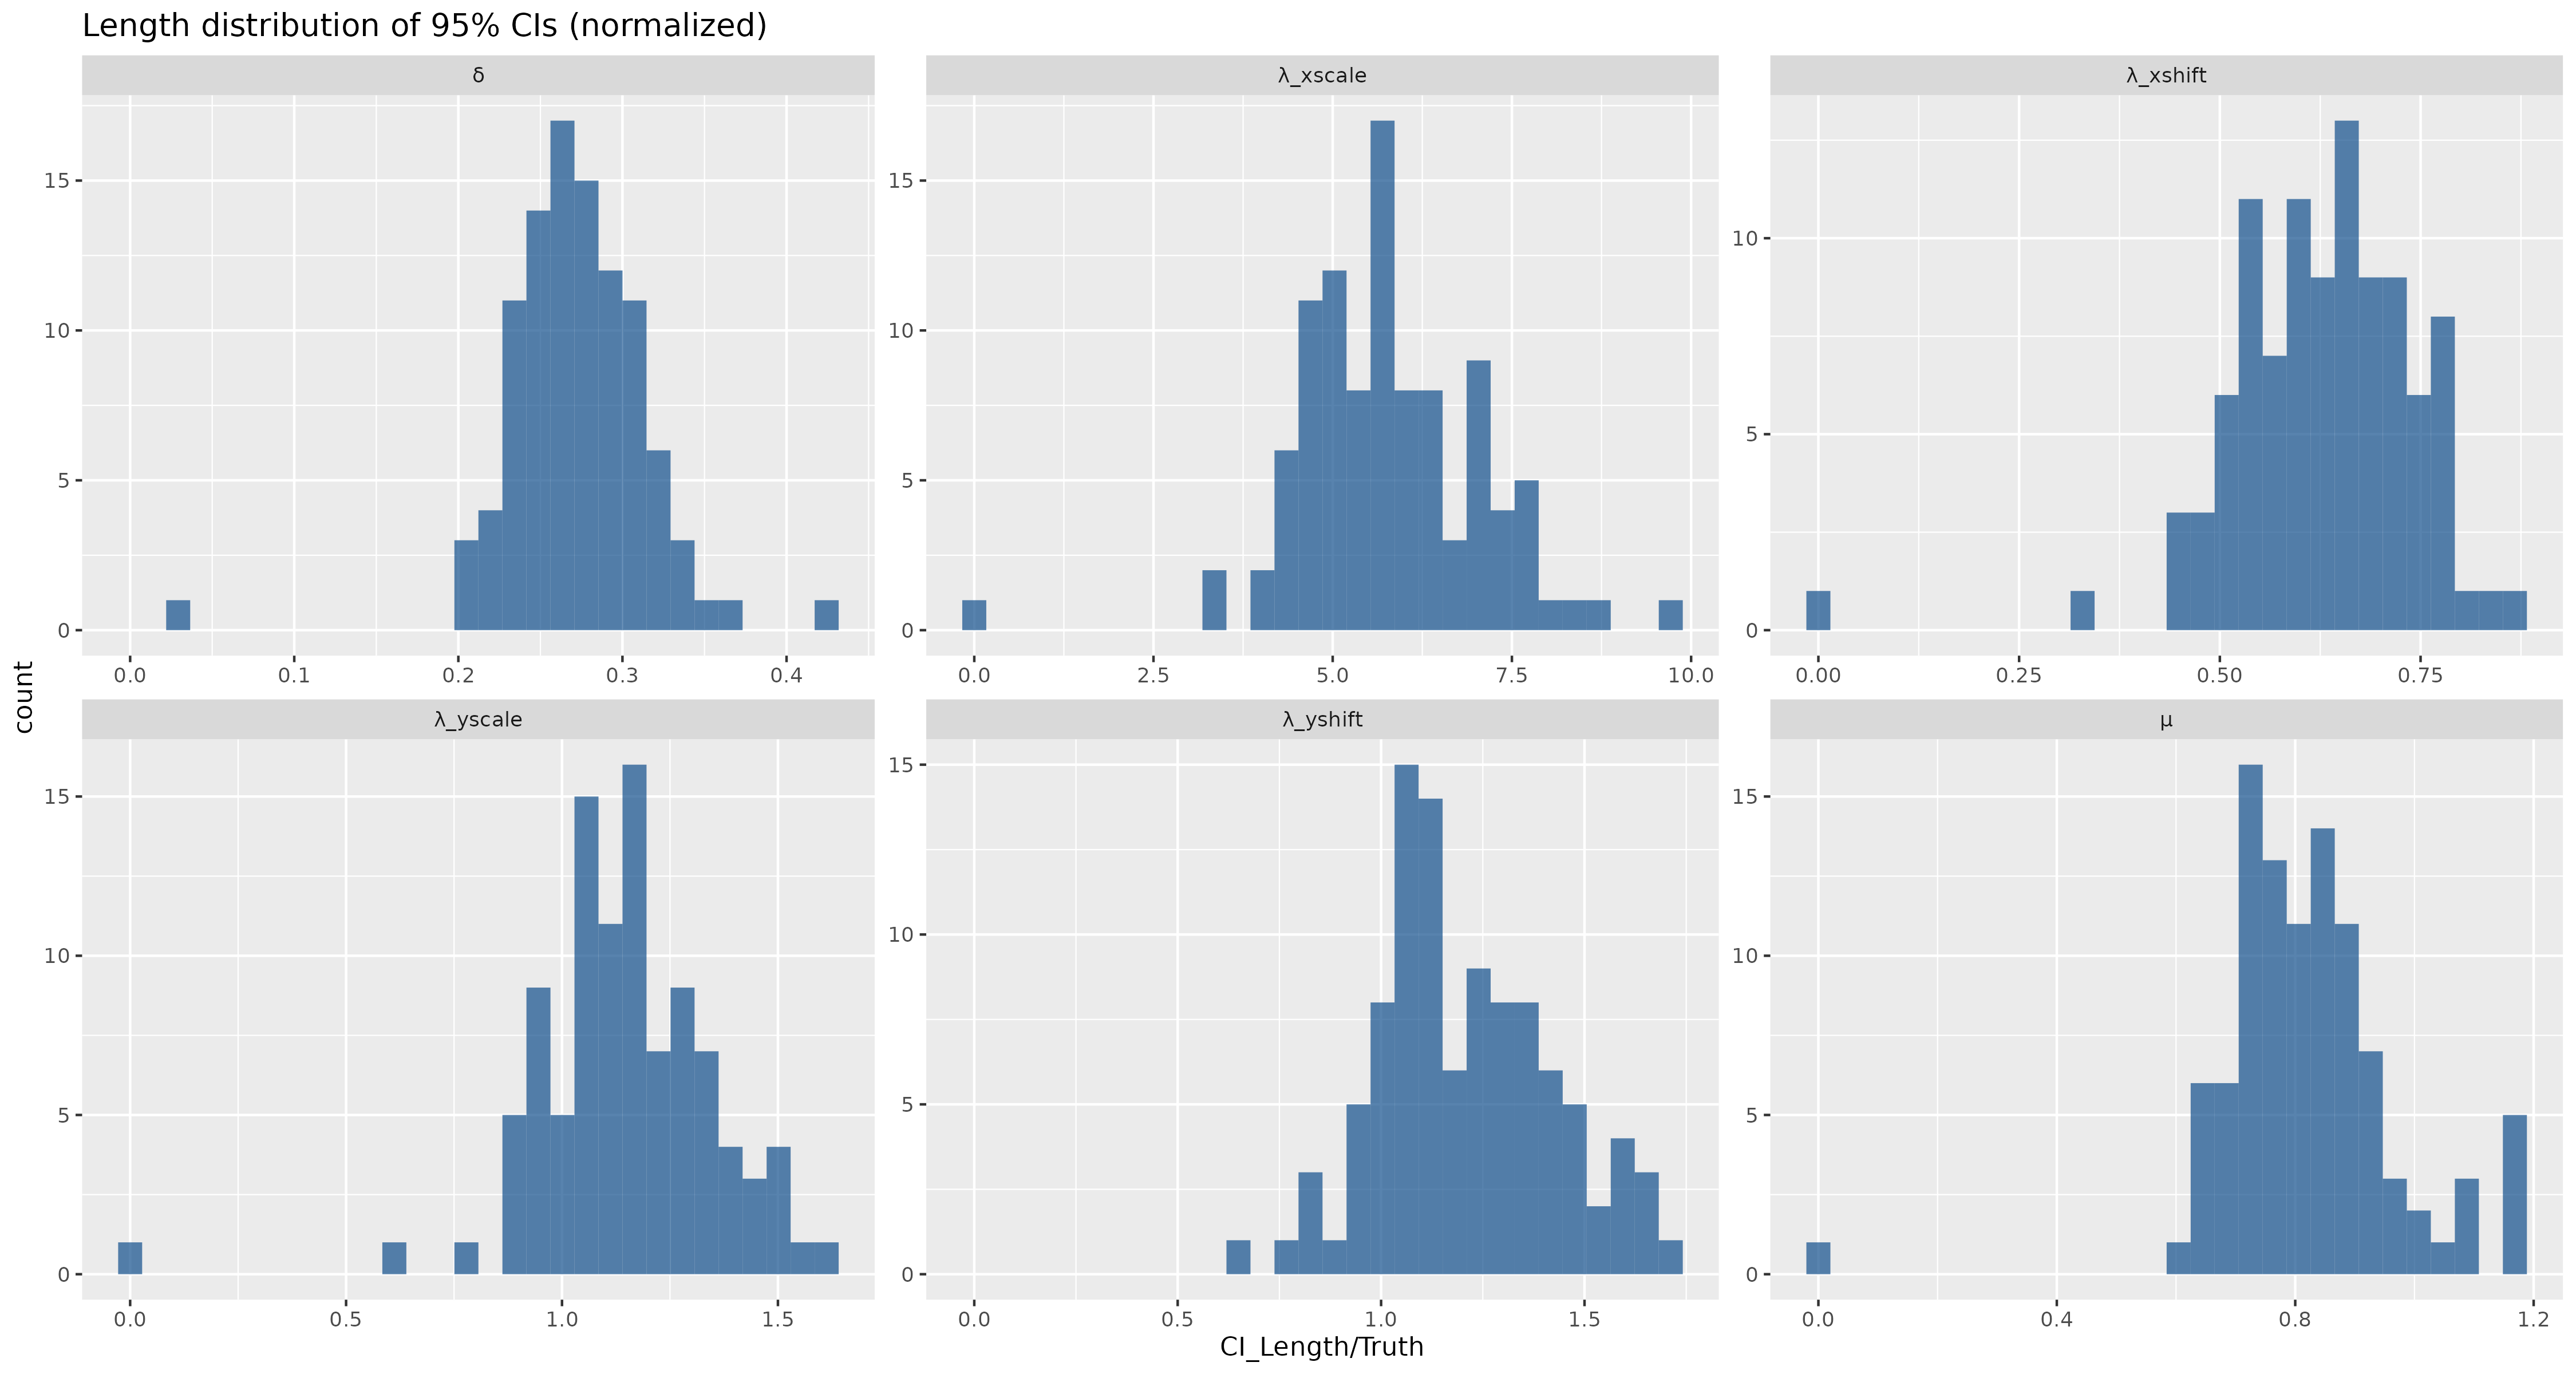 Length distribution of 95% CIs (normalized)
δ
λ_xscale
λ_xshift
15
10
5
0
15
10
5
0
10
5
0
0.0 0.1 0.2 0.3 0.4
0.0 2.5 5.0 7.5 10.0
0.00 0.25 0.50 0.75
count
λ_yscale
λ_yshift
μ
15
10
5
0
15
10
5
0
15
10
5
0
0.0 0.5 1.0 1.5
0.0 0.5 1.0 1.5
0.0 0.4 0.8 1.2
CI_Length/Truth